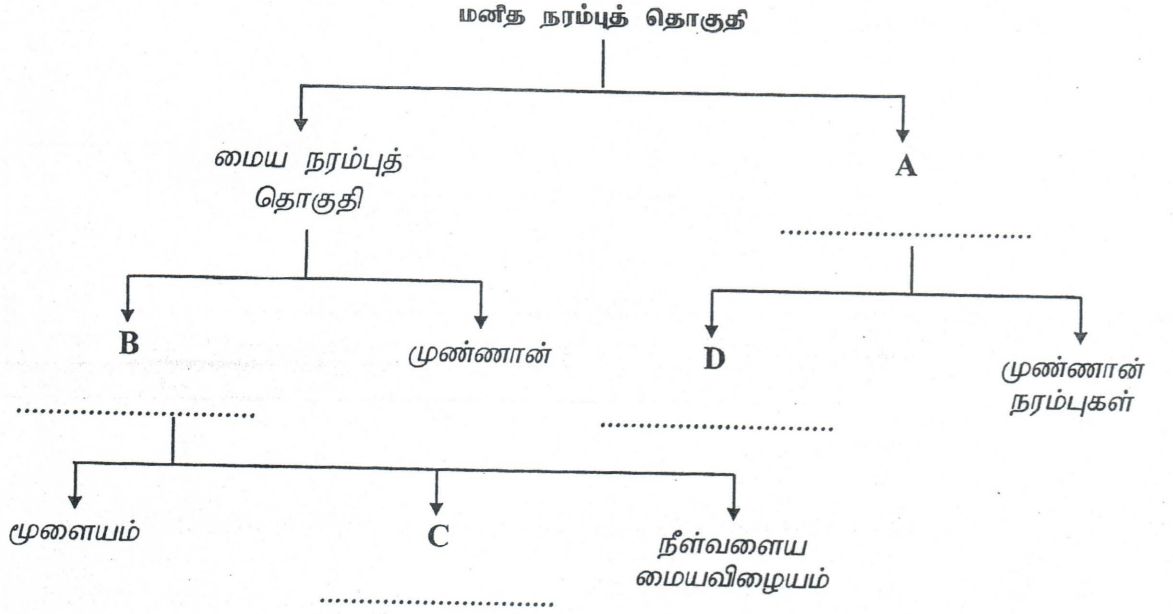 மனித நரம்புத் தொகுதி
மைய நரம்புத்
தொகுதி
A
..............................
B
முண்ணான்
D
முண்ணான்
நரம்புகள்
..............................
..............................
மூளையம்
C
நீள்வளைய
மையவிழையம்
..............................